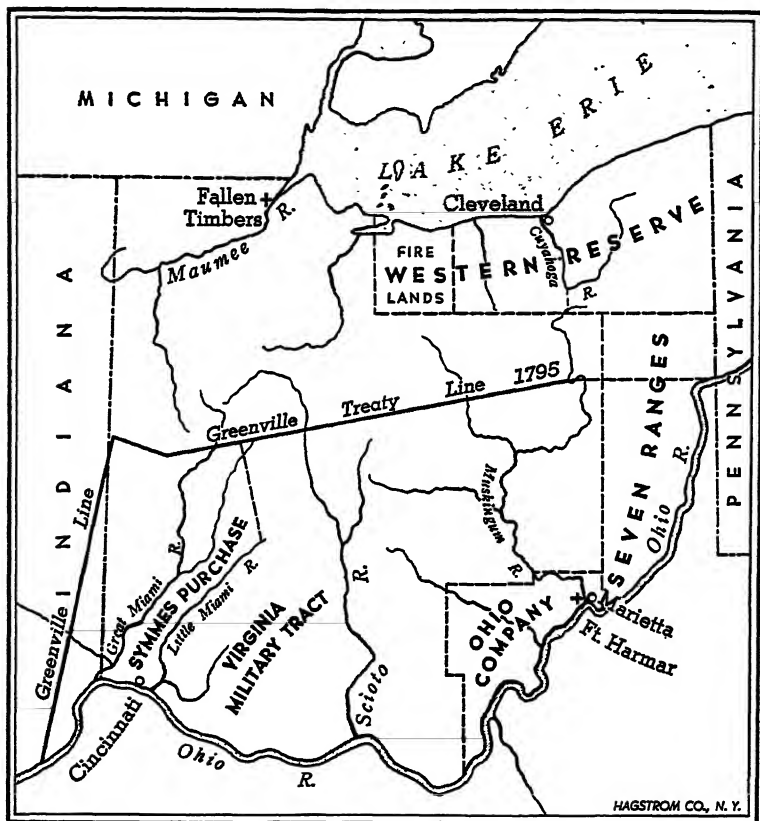 MICHIGAN
LAKE ERIE
Fallen
Timbers
Maumee R.
Cleveland
Cuyahoga R.
FIRE
LANDS
WESTERN RESERVE
PENNSYLVANIA
INDIANA
Greenville Treaty Line 1795
Greenville Line
SEVEN RANGES
Ohio R.
Muskingum R.
Great Miami R.
SYMMES PURCHASE
Little Miami R.
VIRGINIA
MILITARY TRACT
Scioto R.
OHIO
COMPANY
Marietta
Ft. Harmar
Cincinnati
Ohio R.
HAGSTROM CO., N. Y.